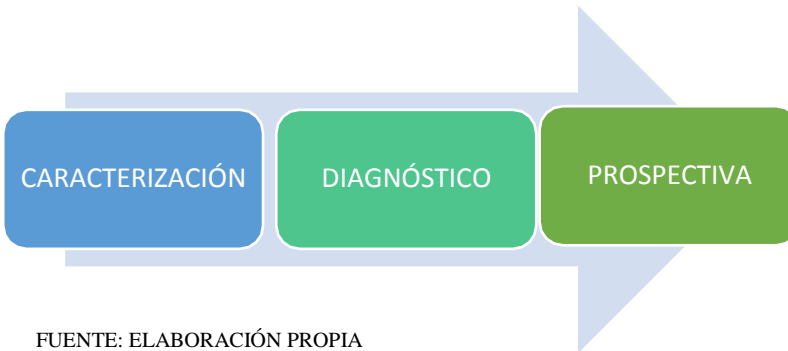 CARACTERIZACIÓN
DIAGNÓSTICO
PROSPECTIVA
FUENTE: ELABORACIÓN PROPIA